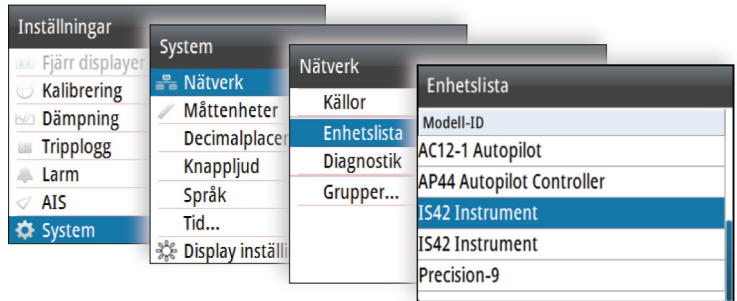 Inställningar
Fjärr displayer
Kalibrering
Dämpning
Tripplogg
Larm
AIS
System
System
Nätverk
Måttenheter
Decimalplacer
Knappljud
Språk
Tid...
Display inställi
Nätverk
Källor
Enhetslista
Diagnostik
Grupper...
Enhetslista
Modell-ID
AC12-1 Autopilot
AP44 Autopilot Controller
IS42 Instrument
IS42 Instrument
Precision-9